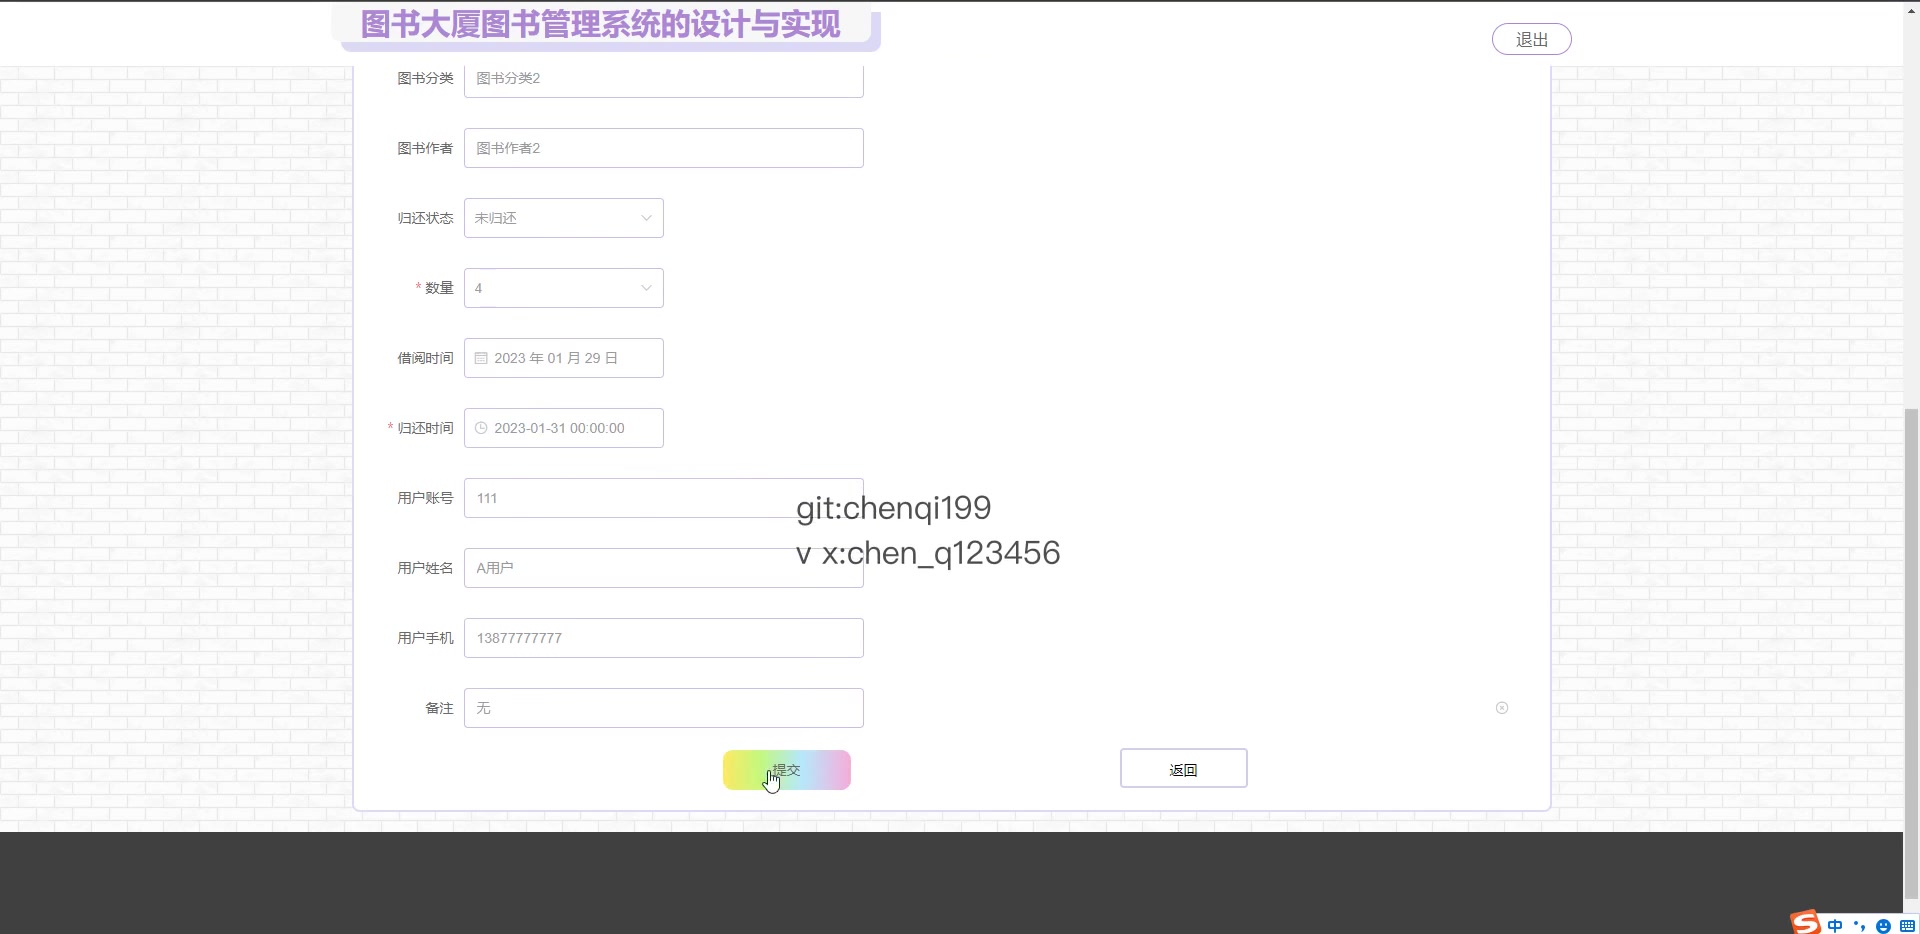 图书大厦图书管理系统的设计与实现
退出
图书分类 图书分类2
图书作者 图书作者2
归还状态 未归还
* 数量 4
借阅时间 2023 年 01 月 29 日
* 归还时间 2023-01-31 00:00:00
用户账号 111
git:chenqi199
v x:chen_q123456
用户姓名 A用户
用户手机 13877777777
备注 无
提交 返回
S 中